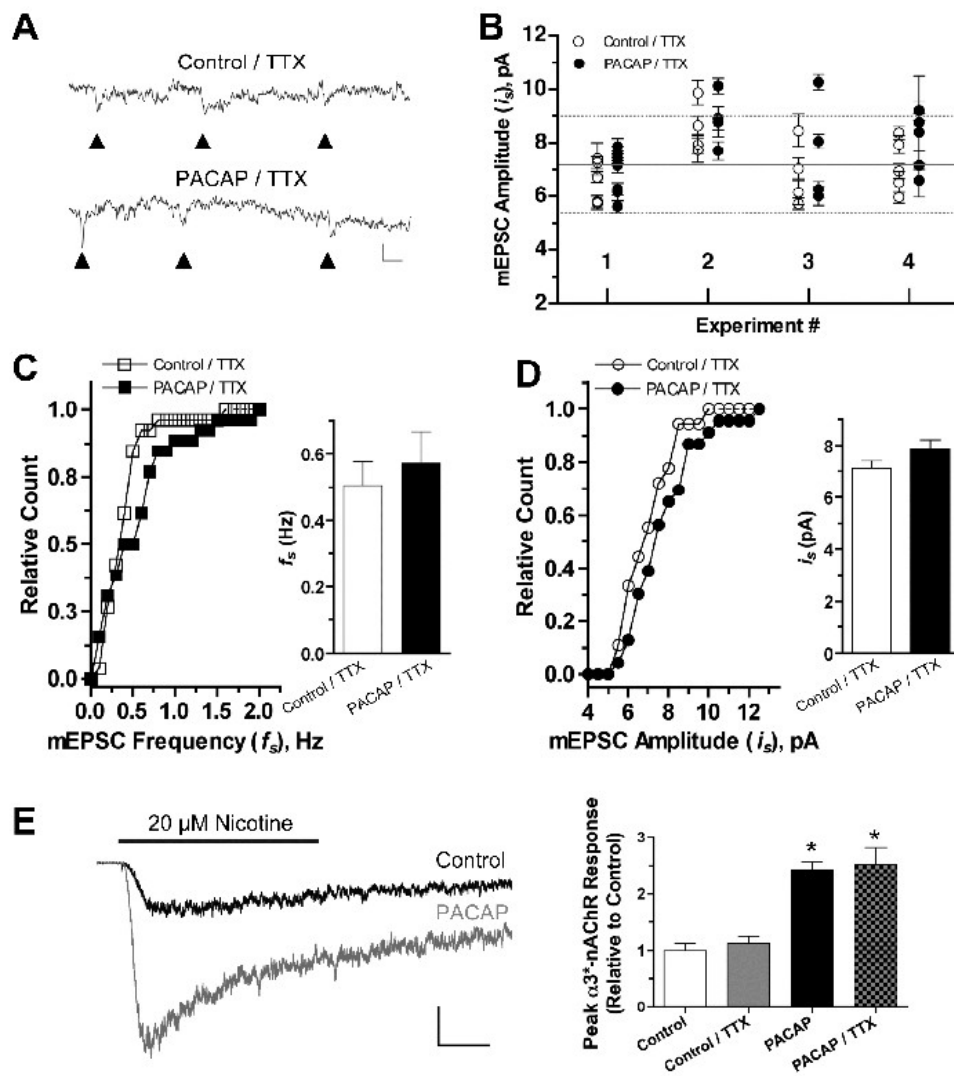 A
Control / TTX
PACAP / TTX
B
Control / TTX
PACAP / TTX
mEPSC Amplitude (is), pA
12
10
8
6
4
2
1
2
3
4
Experiment #
C
Control / TTX
PACAP / TTX
Relative Count
1.0
0.8
0.5
0.3
0.0
0.0
0.5
1.0
1.5
2.0
mEPSC Frequency (fs), Hz
fs (Hz)
0.6
0.4
0.2
0.0
Control / TTX
PACAP / TTX
D
Control / TTX
PACAP / TTX
Relative Count
1.0
0.8
0.6
0.4
0.2
0.0
4
6
8
10
12
mEPSC Amplitude (is), pA
is (pA)
8
6
4
2
0
Control / TTX
PACAP / TTX
E
20 µM Nicotine
Control
PACAP
Peak α3*-nAChR Response
(Relative to Control)
3
2
1
0
*
*
Control
Control / TTX
PACAP
PACAP / TTX